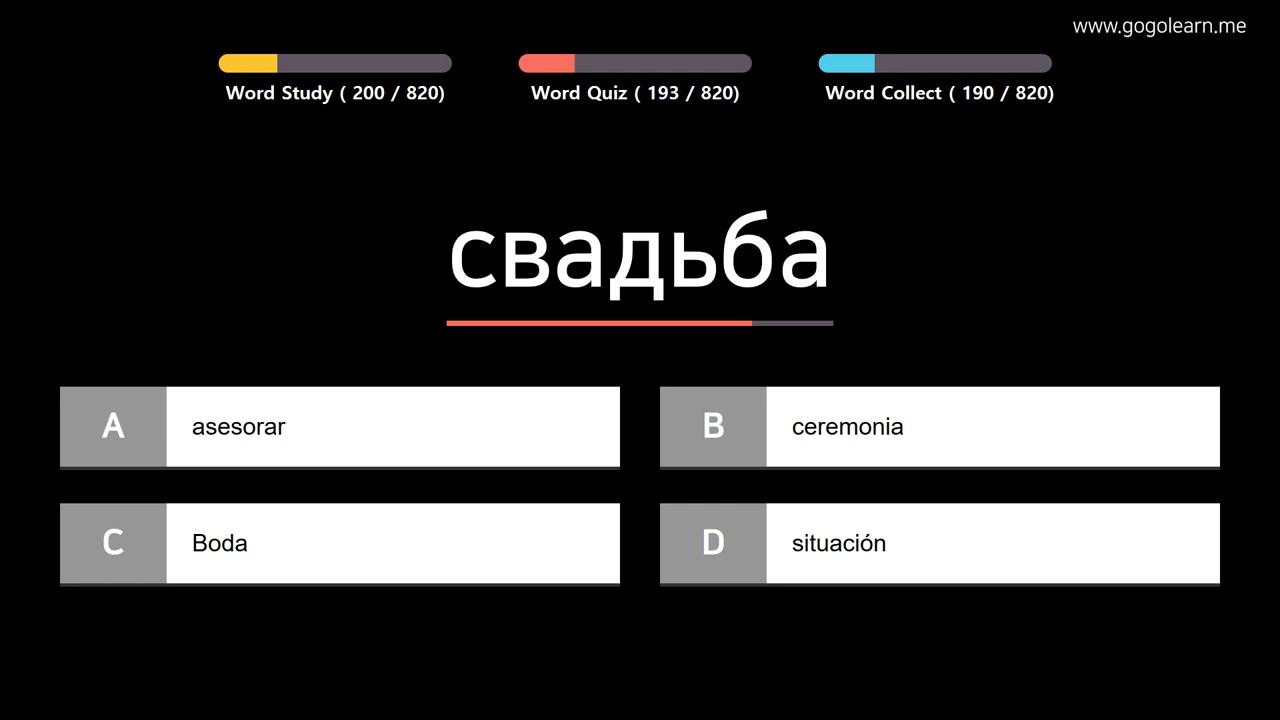 www.gogolearn.me
Word Study ( 200 / 820)
Word Quiz ( 193 / 820)
Word Collect ( 190 / 820)
свадьба
A asesorar
B ceremonia
C Boda
D situación